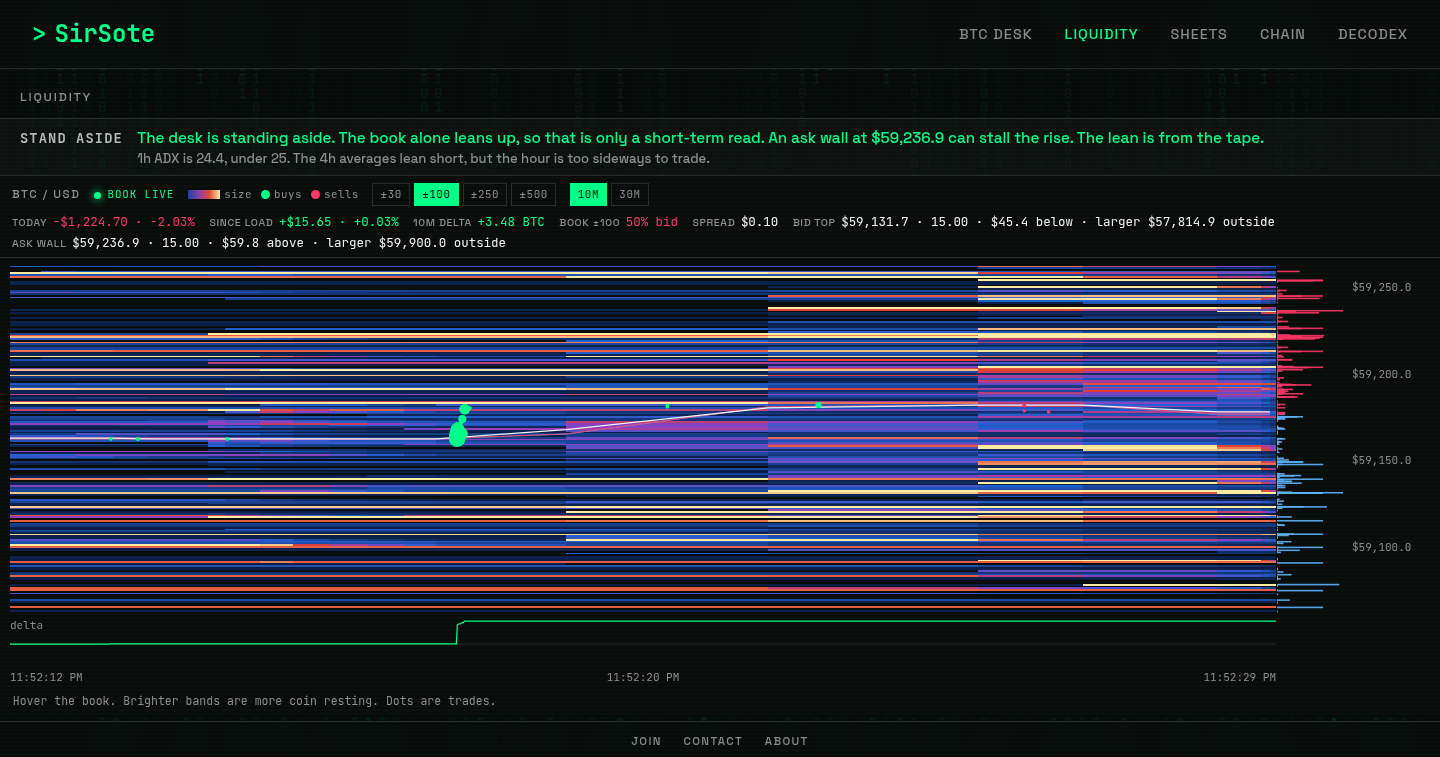 > SirSote
BTC DESK LIQUIDITY SHEETS CHAIN DECODEX
LIQUIDITY
STAND ASIDE The desk is standing aside. The book alone leans up, so that is only a short-term read. An ask wall at $59,236.9 can stall the rise. The lean is from the tape.
1h ADX is 24.4, under 25. The 4h averages lean short, but the hour is too sideways to trade.
BTC / USD BOOK LIVE size buys sells ±30 ±100 ±250 ±500 10M 30M
TODAY -$1,224.70 · -2.03% SINCE LOAD +$15.65 · +0.03% 10M DELTA +3.48 BTC BOOK ±100 50% bid SPREAD $0.10 BID TOP $59,131.7 · 15.00 · $45.4 below · larger $57,814.9 outside
ASK WALL $59,236.9 · 15.00 · $59.8 above · larger $59,900.0 outside
$59,250.0
$59,200.0
$59,150.0
$59,100.0
delta
11:52:12 PM 11:52:20 PM 11:52:29 PM
Hover the book. Brighter bands are more coin resting. Dots are trades.
JOIN CONTACT ABOUT